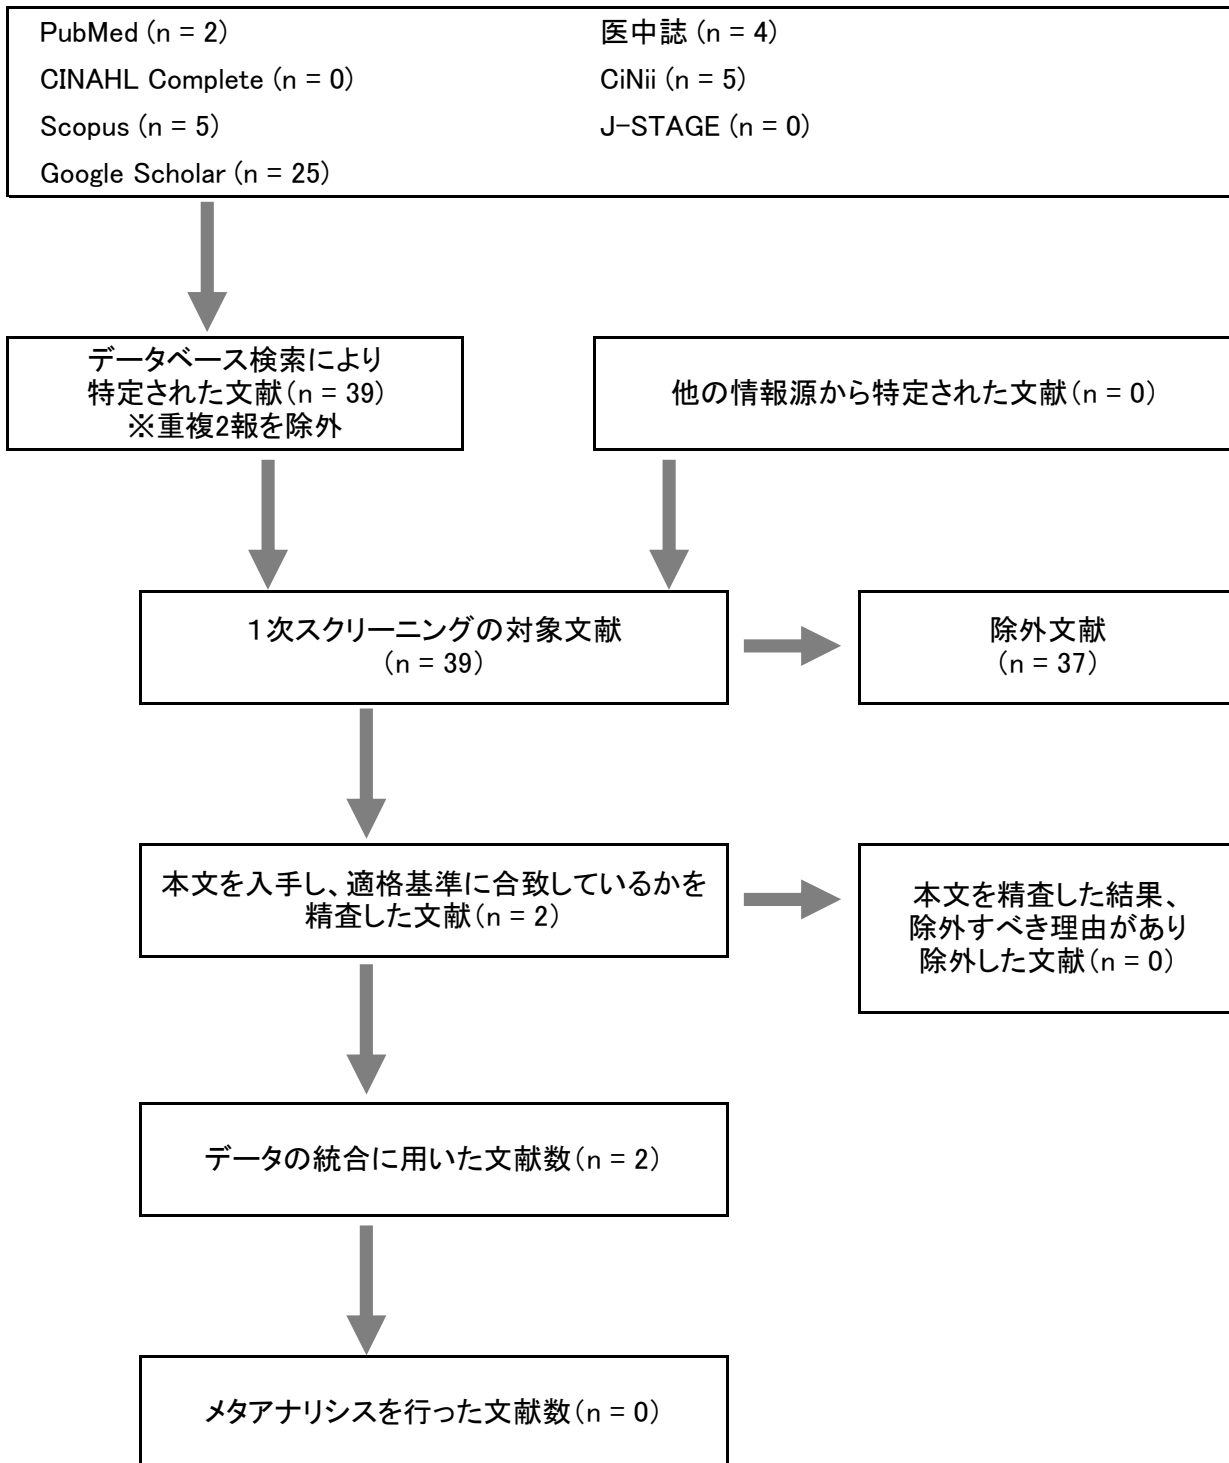 PubMed (n = 2)
医中誌 (n = 4)
CINAHL Complete (n = 0)
CiNii (n = 5)
Scopus (n = 5)
J-STAGE (n = 0)
Google Scholar (n = 25)
データベース検索により
特定された文献(n = 39)
※重複2報を除外
他の情報源から特定された文献(n = 0)
１次スクリーニングの対象文献
(n = 39)
除外文献
(n = 37)
本文を入手し、適格基準に合致しているかを
精査した文献(n = 2)
本文を精査した結果、
除外すべき理由があり
除外した文献(n = 0)
データの統合に用いた文献数(n = 2)
メタアナリシスを行った文献数(n = 0)